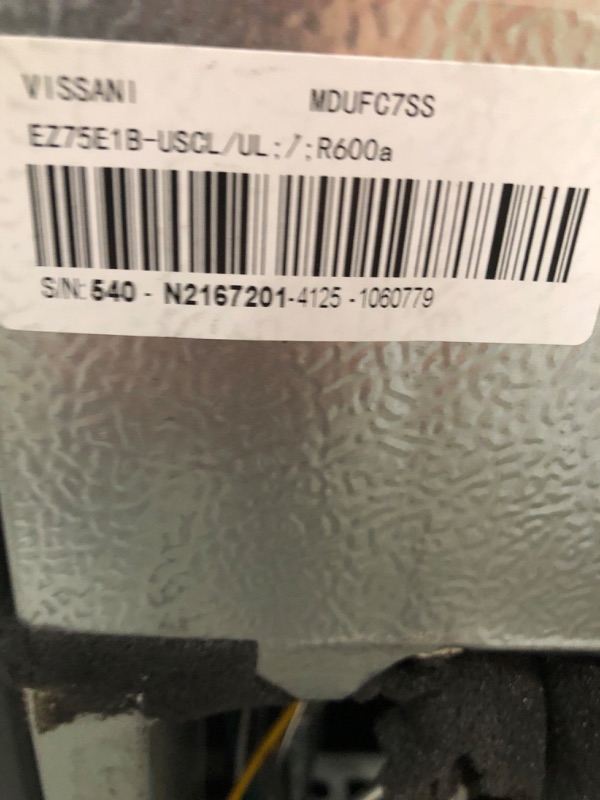 VISSANI MDUFC7SS
EZ75E1B-USCL/UL;/;R600a
S/N: 540 - N2167201-4125 -1060779